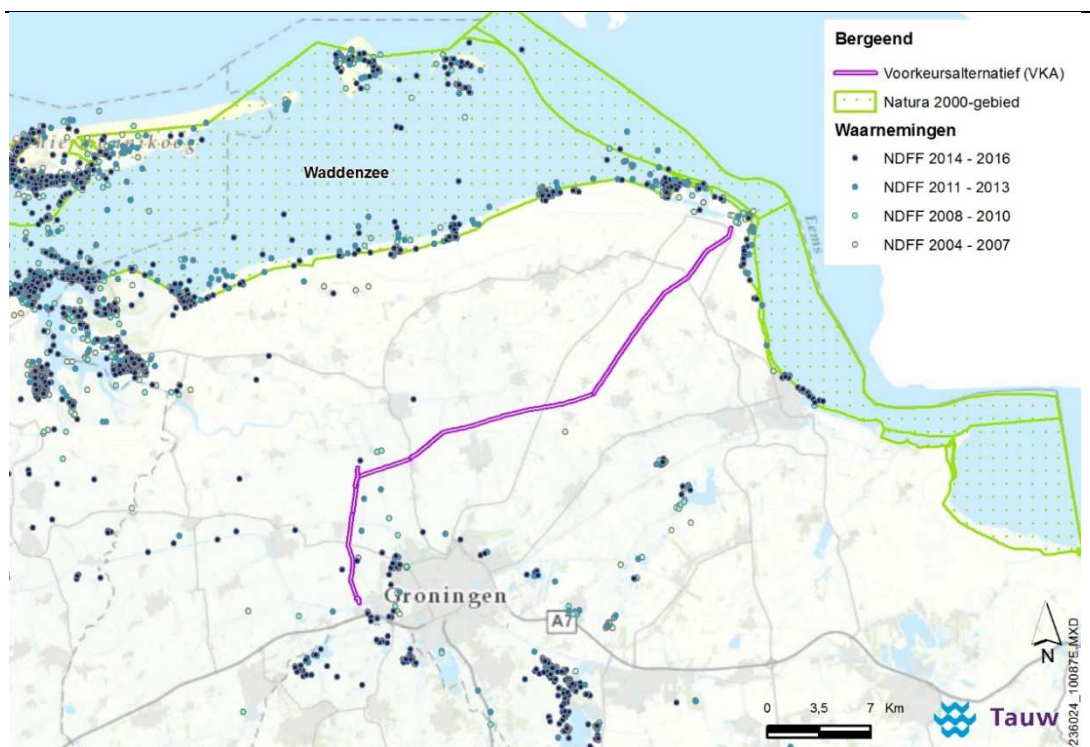 Bergeend
Voorkeursalternatief (VKA)
Natura 2000-gebied
Waarnemingen
NDFF 2014 - 2016
NDFF 2011 - 2013
NDFF 2008 - 2010
NDFF 2004 - 2007
Waddenzee
Eems
Groningen
A7
N
0 3,5 7 Km
Tauw
236024_10087E.MXD